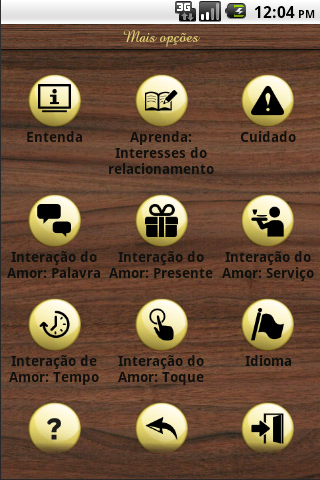 3G
12:04 PM
Mais opções
Entenda
Aprenda:
Interesses do
relacionamento
Cuidado
Interação do
Amor: Palavra
Interação do
Amor: Presente
Interação do
Amor: Serviço
Interação de
Amor: Tempo
Interação do
Amor: Toque
Idioma
?